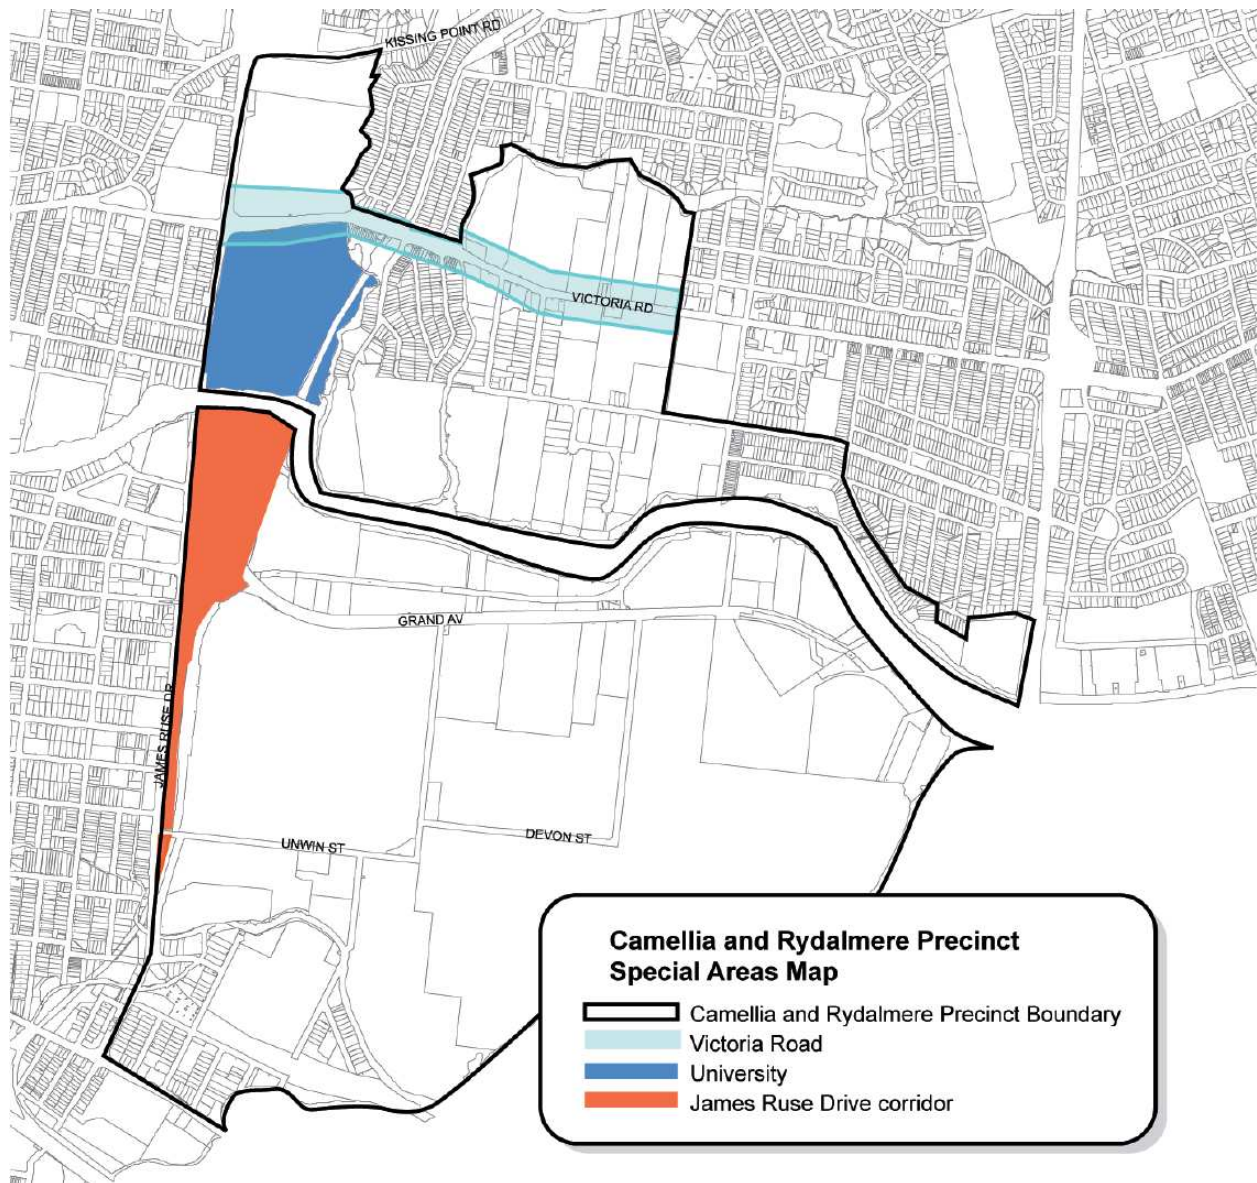 KISSING POINT RD
VICTORIA RD
GRAND AV
JAMES RUSE DR
UNWIN ST
DEVON ST
Camellia and Rydalmere Precinct
Special Areas Map
Camellia and Rydalmere Precinct Boundary
Victoria Road
University
James Ruse Drive corridor